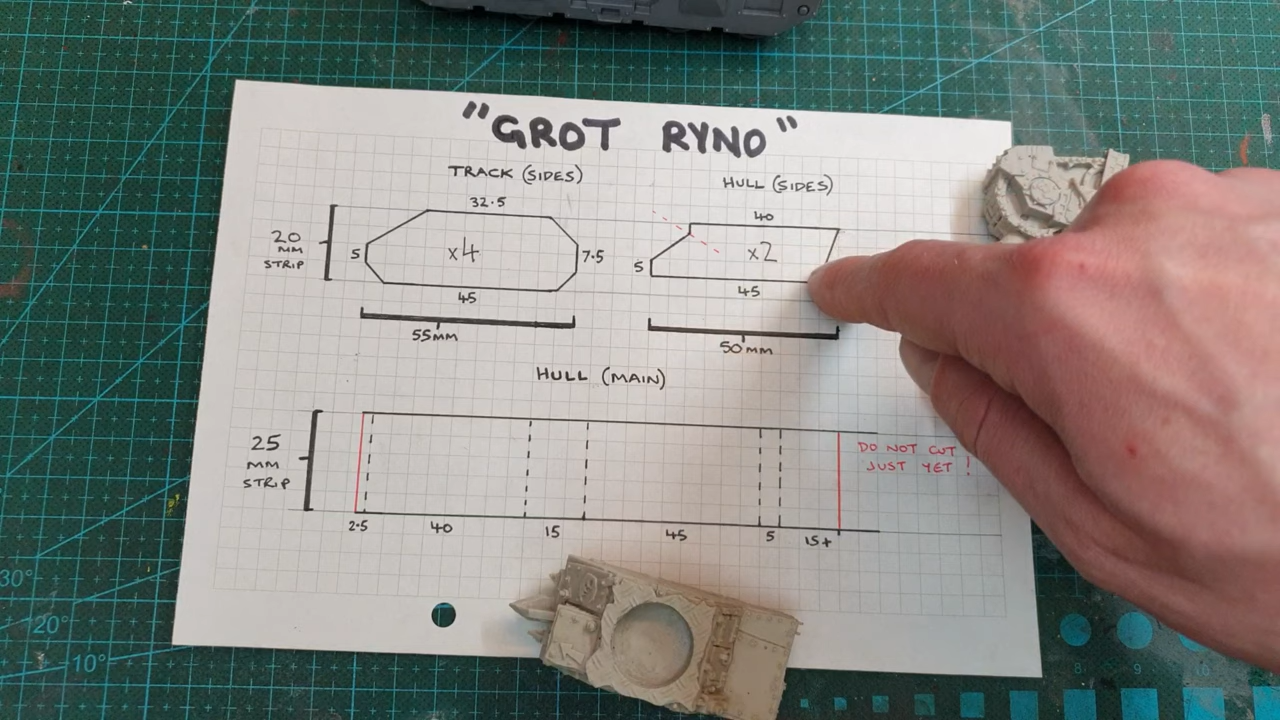 "GROT RYNO"
TRACK (SIDES)
HULL (SIDES)
32.5
40
20
MM
STRIP
5
x4
7.5
5
x2
45
45
55MM
50MM
HULL (MAIN)
25
MM
STRIP
DO NOT CUT
JUST YET!
2.5
40
15
45
5
15+
30°
20°
10°
8
9